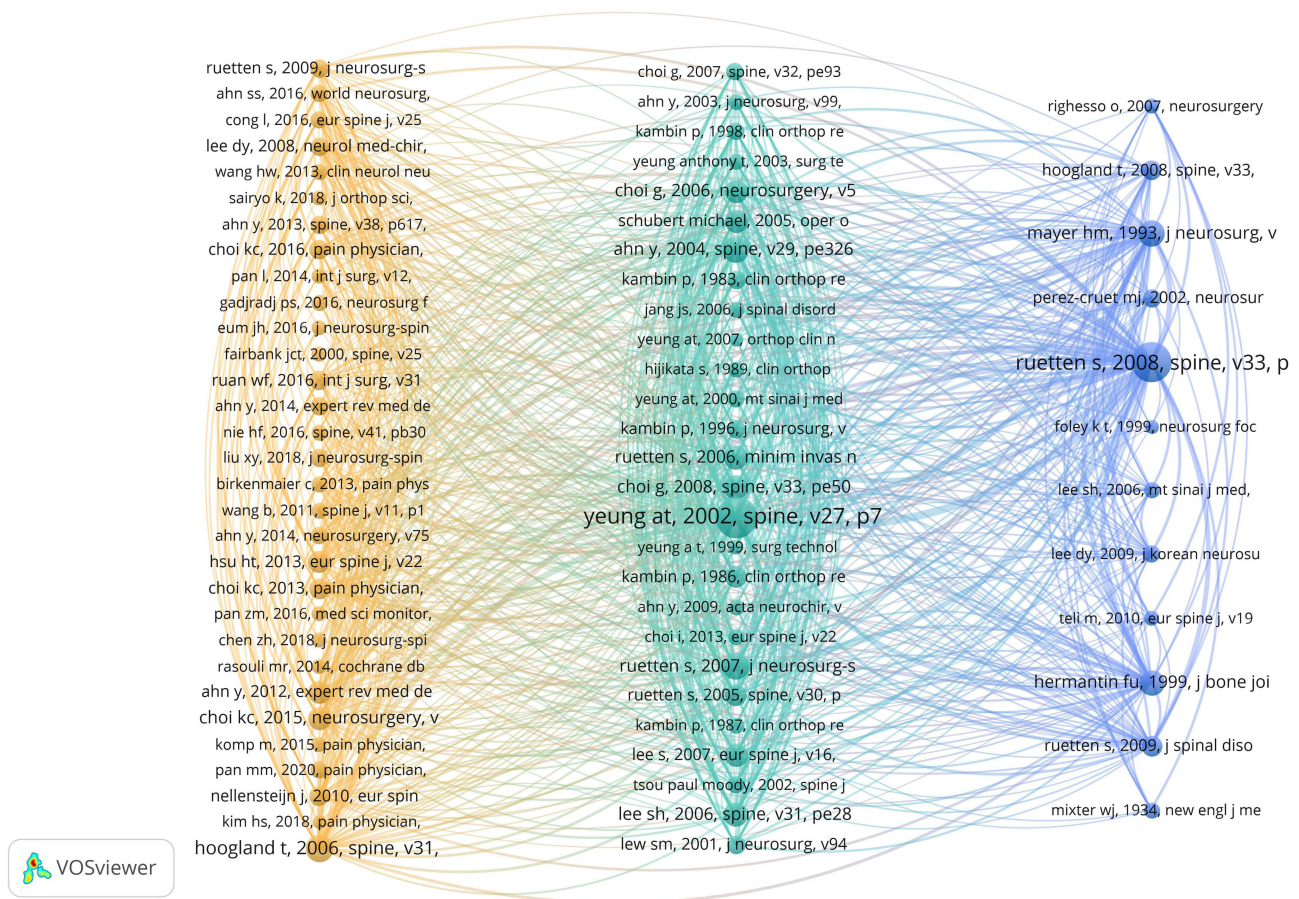 ruetten s, 2009, j neurosurg-s
ahn ss, 2016, world neurosurg,
cong l, 2016, eur spine j, v25
lee dy, 2008, neurol med-chir,
wang hw, 2013, clin neurol neu
sairyo k, 2018, j orthop sci,
ahn y, 2013, spine, v38, p617,
choi kc, 2016, pain physician,
pan l, 2014, int j surg, v12,
gadjradj ps, 2016, neurosurg f
eum jh, 2016, j neurosurg-spin
fairbank jct, 2000, spine, v25
ruan wf, 2016, int j surg, v31
ahn y, 2014, expert rev med de
nie hf, 2016, spine, v41, pb30
liu xy, 2018, j neurosurg-spin
birkenmaier c, 2013, pain phys
wang b, 2011, spine j, v11, p1
ahn y, 2014, neurosurgery, v75
hsu ht, 2013, eur spine j, v22
choi kc, 2013, pain physician,
pan zm, 2016, med sci monitor,
chen zh, 2018, j neurosurg-spi
rasouli mr, 2014, cochrane db
ahn y, 2012, expert rev med de
choi kc, 2015, neurosurgery, v
komp m, 2015, pain physician,
pan mm, 2020, pain physician,
nellensteijn j, 2010, eur spin
kim hs, 2018, pain physician,
hoogland t, 2006, spine, v31,
choi g, 2007, spine, v32, pe93
ahn y, 2003, j neurosurg, v99,
kambin p, 1998, clin orthop re
yeung anthony t, 2003, surg te
choi g, 2006, neurosurgery, v5
schubert michael, 2005, oper o
ahn y, 2004, spine, v29, pe326
kambin p, 1983, clin orthop re
jang js, 2006, j spinal disord
yeung at, 2007, orthop clin n
hijikata s, 1989, clin orthop
yeung at, 2000, mt sinai j med
kambin p, 1996, j neurosurg, v
ruetten s, 2006, minim invas n
choi g, 2008, spine, v33, pe50
yeung at, 2002, spine, v27, p7
yeung a t, 1999, surg technol
kambin p, 1986, clin orthop re
ahn y, 2009, acta neurochir, v
choi i, 2013, eur spine j, v22
ruetten s, 2007, j neurosurg-s
ruetten s, 2005, spine, v30, p
kambin p, 1987, clin orthop re
lee s, 2007, eur spine j, v16,
tsou paul moody, 2002, spine j
lee sh, 2006, spine, v31, pe28
lew sm, 2001, j neurosurg, v94
righesso o, 2007, neurosurgery
hoogland t, 2008, spine, v33,
mayer hm, 1993, j neurosurg, v
perez-cruet mj, 2002, neurosur
ruetten s, 2008, spine, v33, p
foley k t, 1999, neurosurg foc
lee sh, 2006, mt sinai j med,
lee dy, 2009, j korean neurosu
teli m, 2010, eur spine j, v19
hermantin fu, 1999, j bone joi
ruetten s, 2009, j spinal diso
mixter wj, 1934, new engl j me
VOSviewer